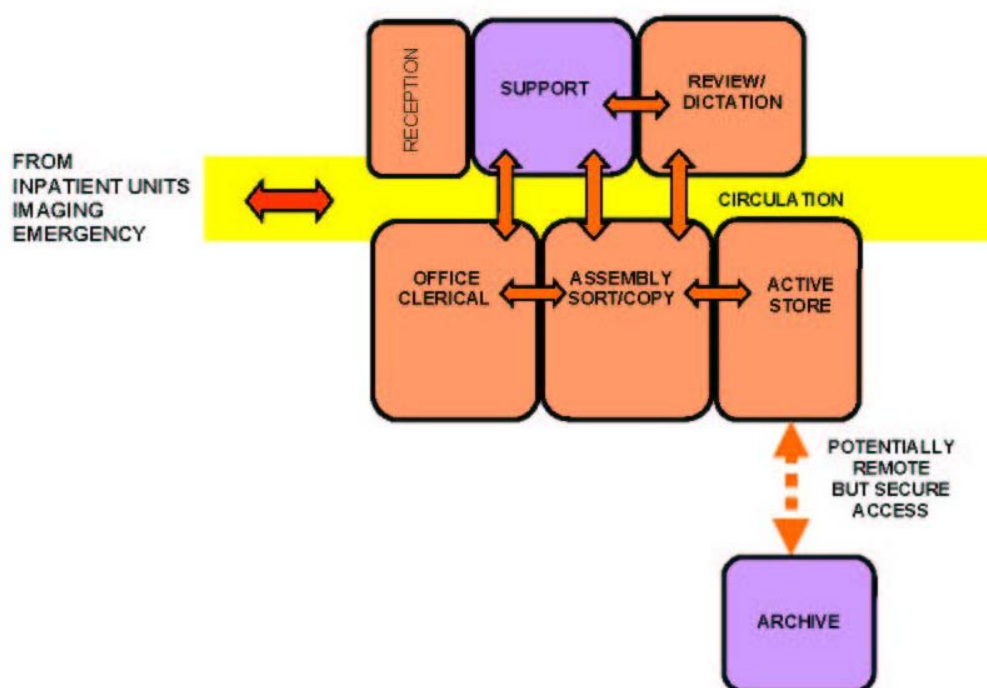 RECEPTION
SUPPORT
REVIEW/
DICTATION
FROM
INPATIENT UNITS
IMAGING
EMERGENCY
CIRCULATION
OFFICE
CLERICAL
ASSEMBLY
SORT/COPY
ACTIVE
STORE
POTENTIALLY
REMOTE
BUT SECURE
ACCESS
ARCHIVE